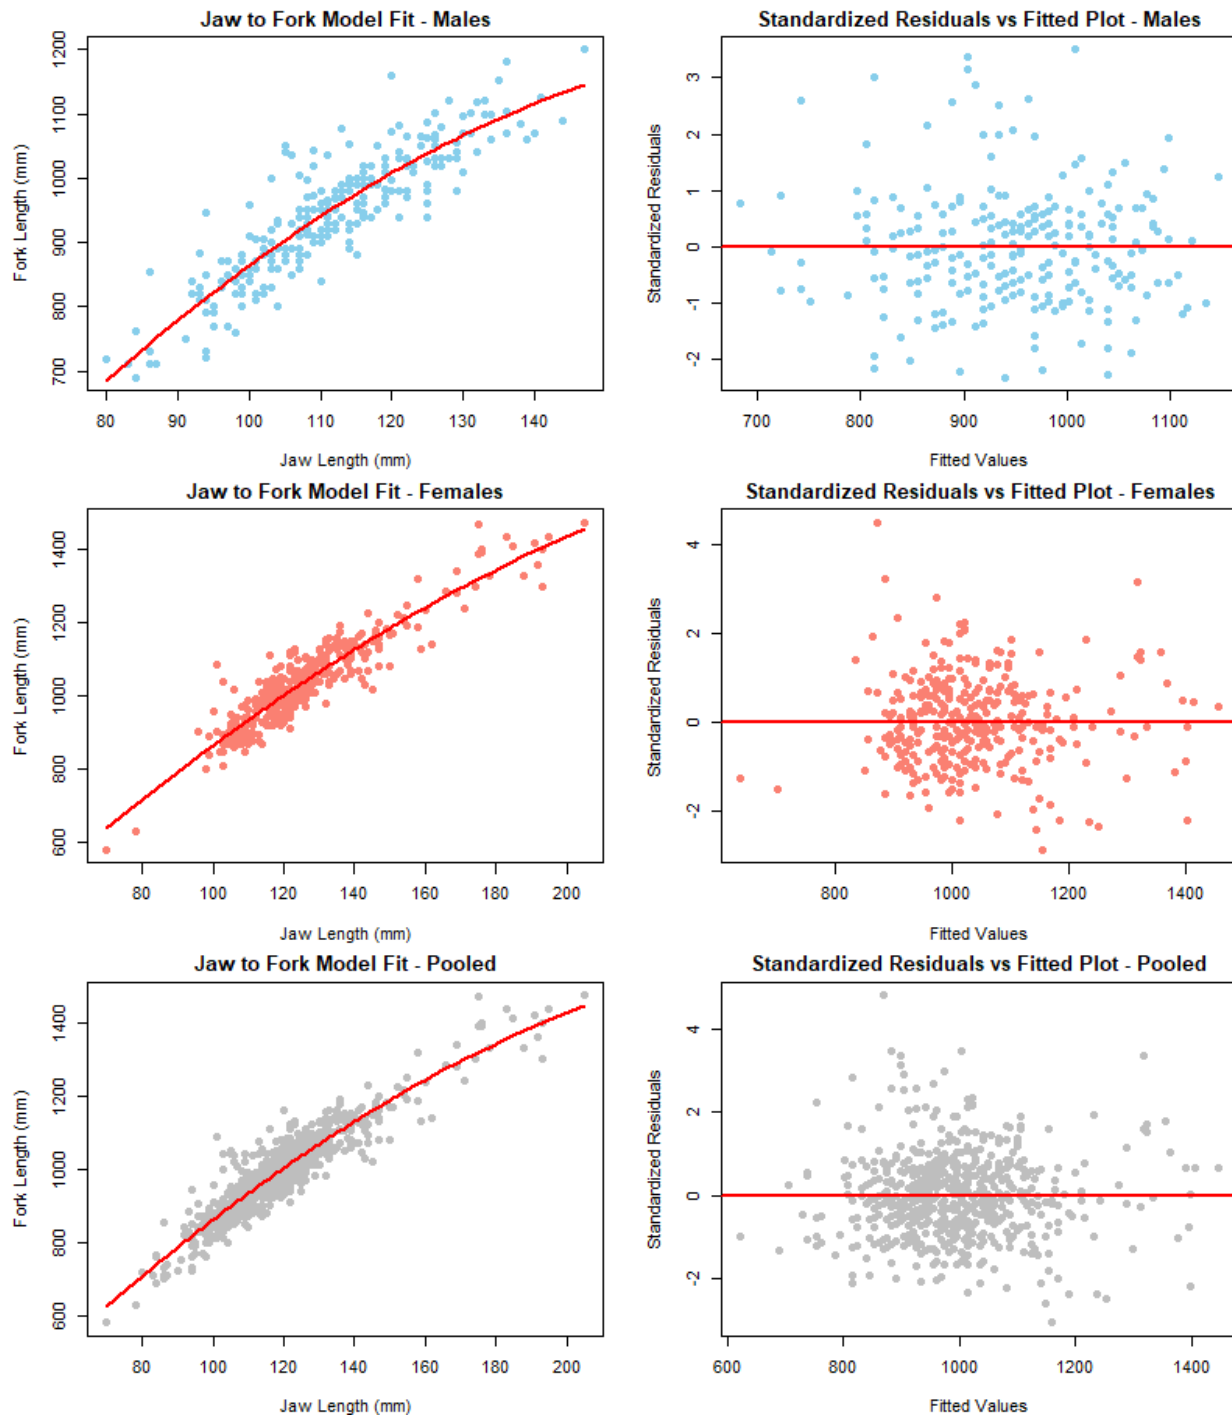 Jaw to Fork Model Fit - Males
Fork Length (mm)
700 800 900 1000 1100 1200
80 90 100 110 120 130 140
Jaw Length (mm)
Standardized Residuals vs Fitted Plot - Males
Standardized Residuals
-2 -1 0 1 2 3
700 800 900 1000 1100
Fitted Values
Jaw to Fork Model Fit - Females
Fork Length (mm)
600 800 1000 1200 1400
80 100 120 140 160 180 200
Jaw Length (mm)
Standardized Residuals vs Fitted Plot - Females
Standardized Residuals
-2 0 2 4
800 1000 1200 1400
Fitted Values
Jaw to Fork Model Fit - Pooled
Fork Length (mm)
600 800 1000 1200 1400
80 100 120 140 160 180 200
Jaw Length (mm)
Standardized Residuals vs Fitted Plot - Pooled
Standardized Residuals
-2 0 2 4
600 800 1000 1200 1400
Fitted Values